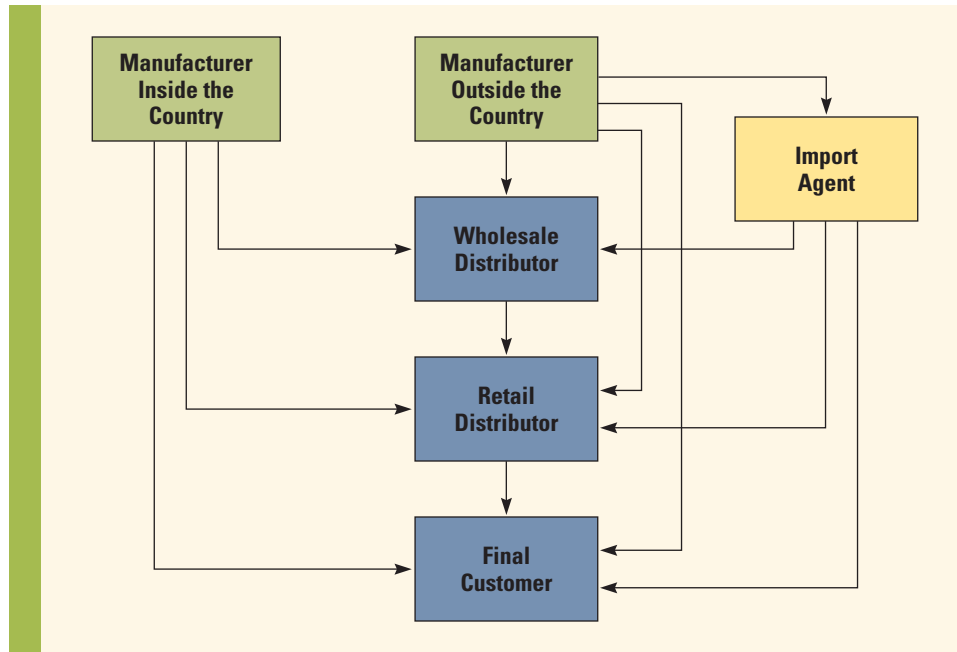 Manufacturer
Inside the
Country
Manufacturer
Outside the
Country
Import
Agent
Wholesale
Distributor
Retail
Distributor
Final
Customer